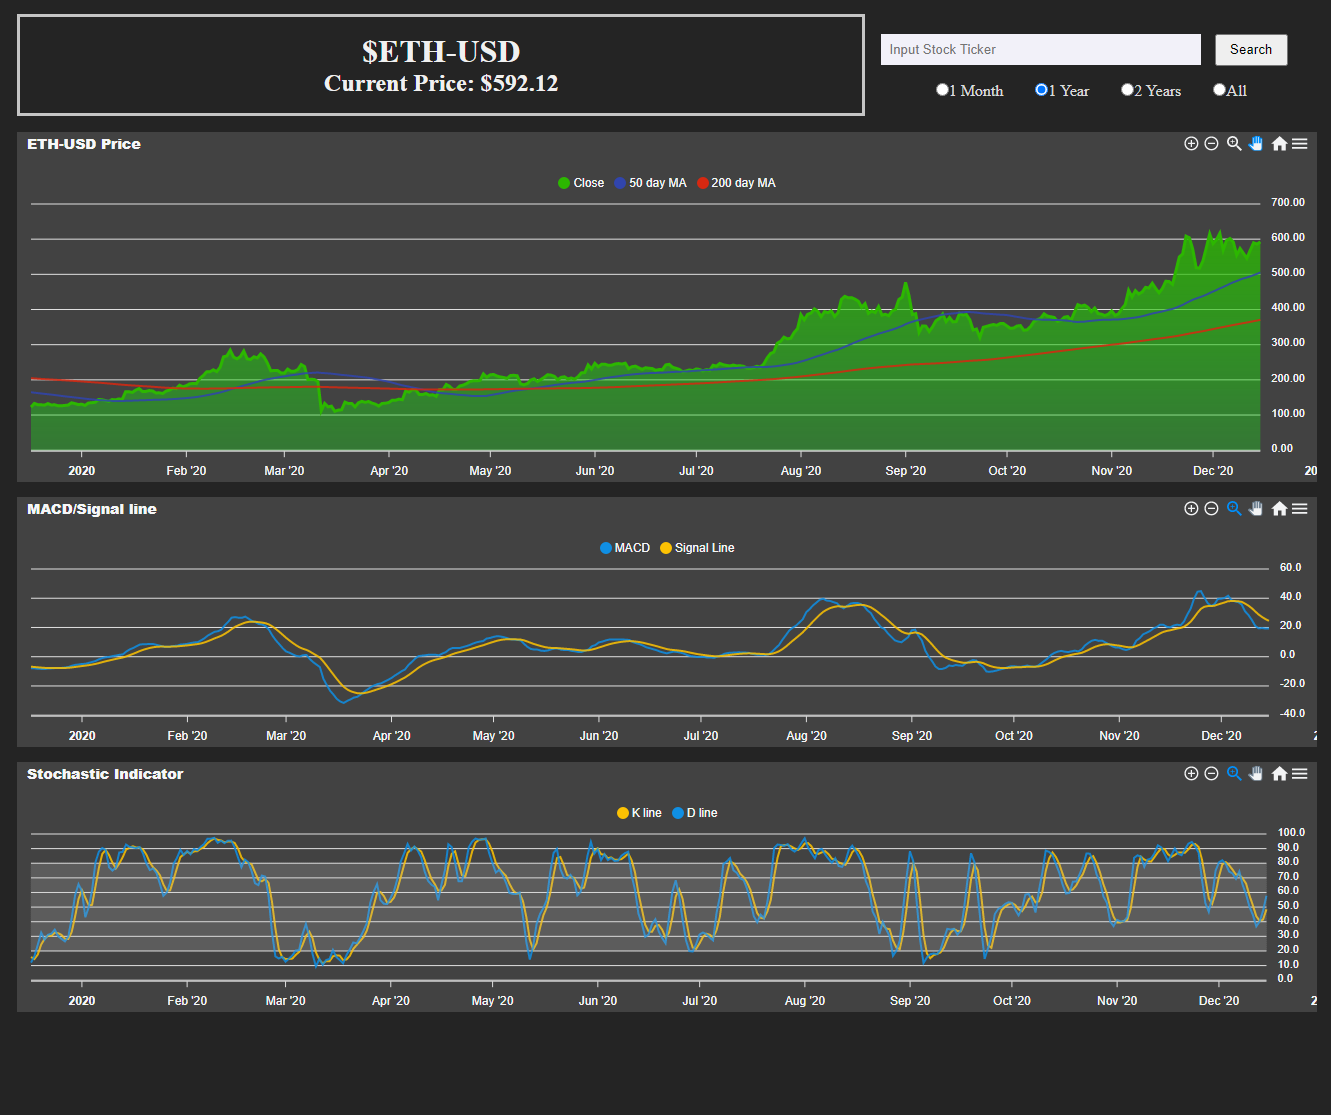 $ETH-USD
Current Price: $592.12
Input Stock Ticker
Search
1 Month 1 Year 2 Years All
ETH-USD Price
Close 50 day MA 200 day MA
700.00
600.00
500.00
400.00
300.00
200.00
100.00
0.00
2020 Feb '20 Mar '20 Apr '20 May '20 Jun '20 Jul '20 Aug '20 Sep '20 Oct '20 Nov '20 Dec '20 20
MACD/Signal line
MACD Signal Line
60.0
40.0
20.0
0.0
-20.0
-40.0
2020 Feb '20 Mar '20 Apr '20 May '20 Jun '20 Jul '20 Aug '20 Sep '20 Oct '20 Nov '20 Dec '20 2
Stochastic Indicator
K line D line
100.0
90.0
80.0
70.0
60.0
50.0
40.0
30.0
20.0
10.0
0.0
2020 Feb '20 Mar '20 Apr '20 May '20 Jun '20 Jul '20 Aug '20 Sep '20 Oct '20 Nov '20 Dec '20 2